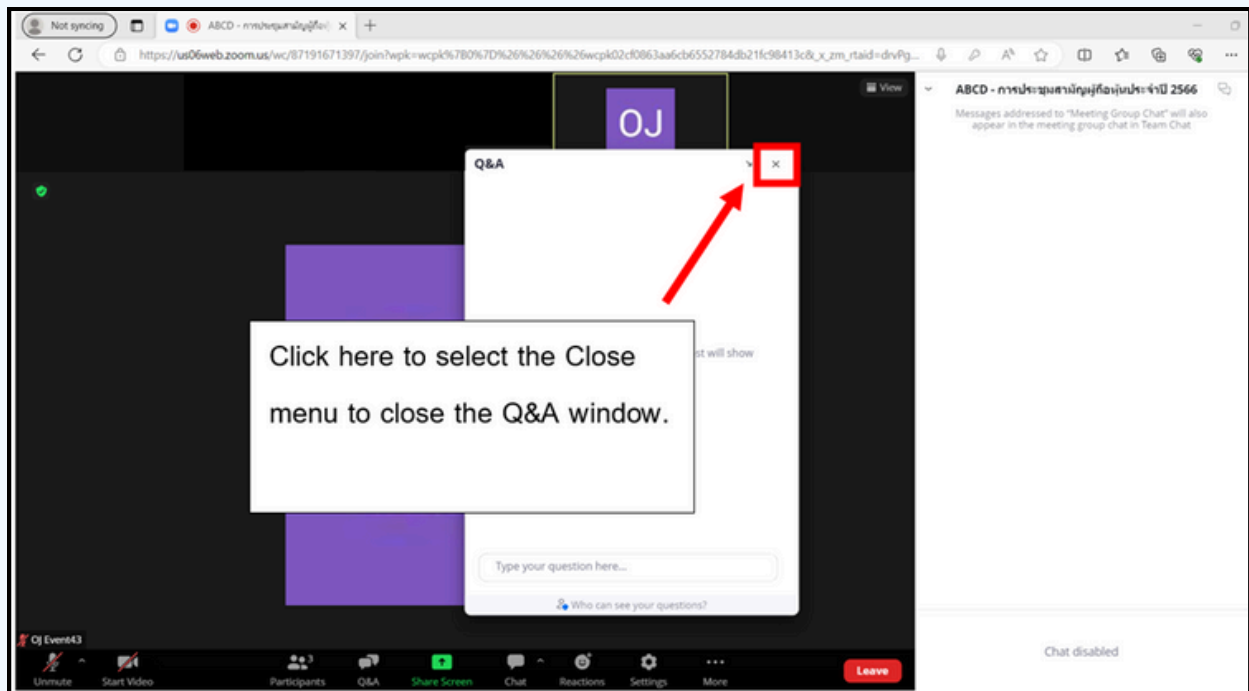 Not syncing
ABCD - การประชุมสามัญผู้ถือหุ้
https://us06web.zoom.us/wc/87191671397/join?wpk=wcpk%7B0%7D%26%26%26%26wcpk02cf0863aa6cb6552784db21fc98413c&_x_zm_rtaid=drvPg...
View
ABCD - การประชุมสามัญผู้ถือหุ้นประจำปี 2566
Messages addressed to "Meeting Group Chat" will also
appear in the meeting group chat in Team Chat
OJ
Q&A
Click here to select the Close
menu to close the Q&A window.
st will show
Type your question here...
Who can see your questions?
OJ Event43
Chat disabled
Unmute Start Video Participants 3 Q&A Share Screen Chat Reactions Settings More Leave